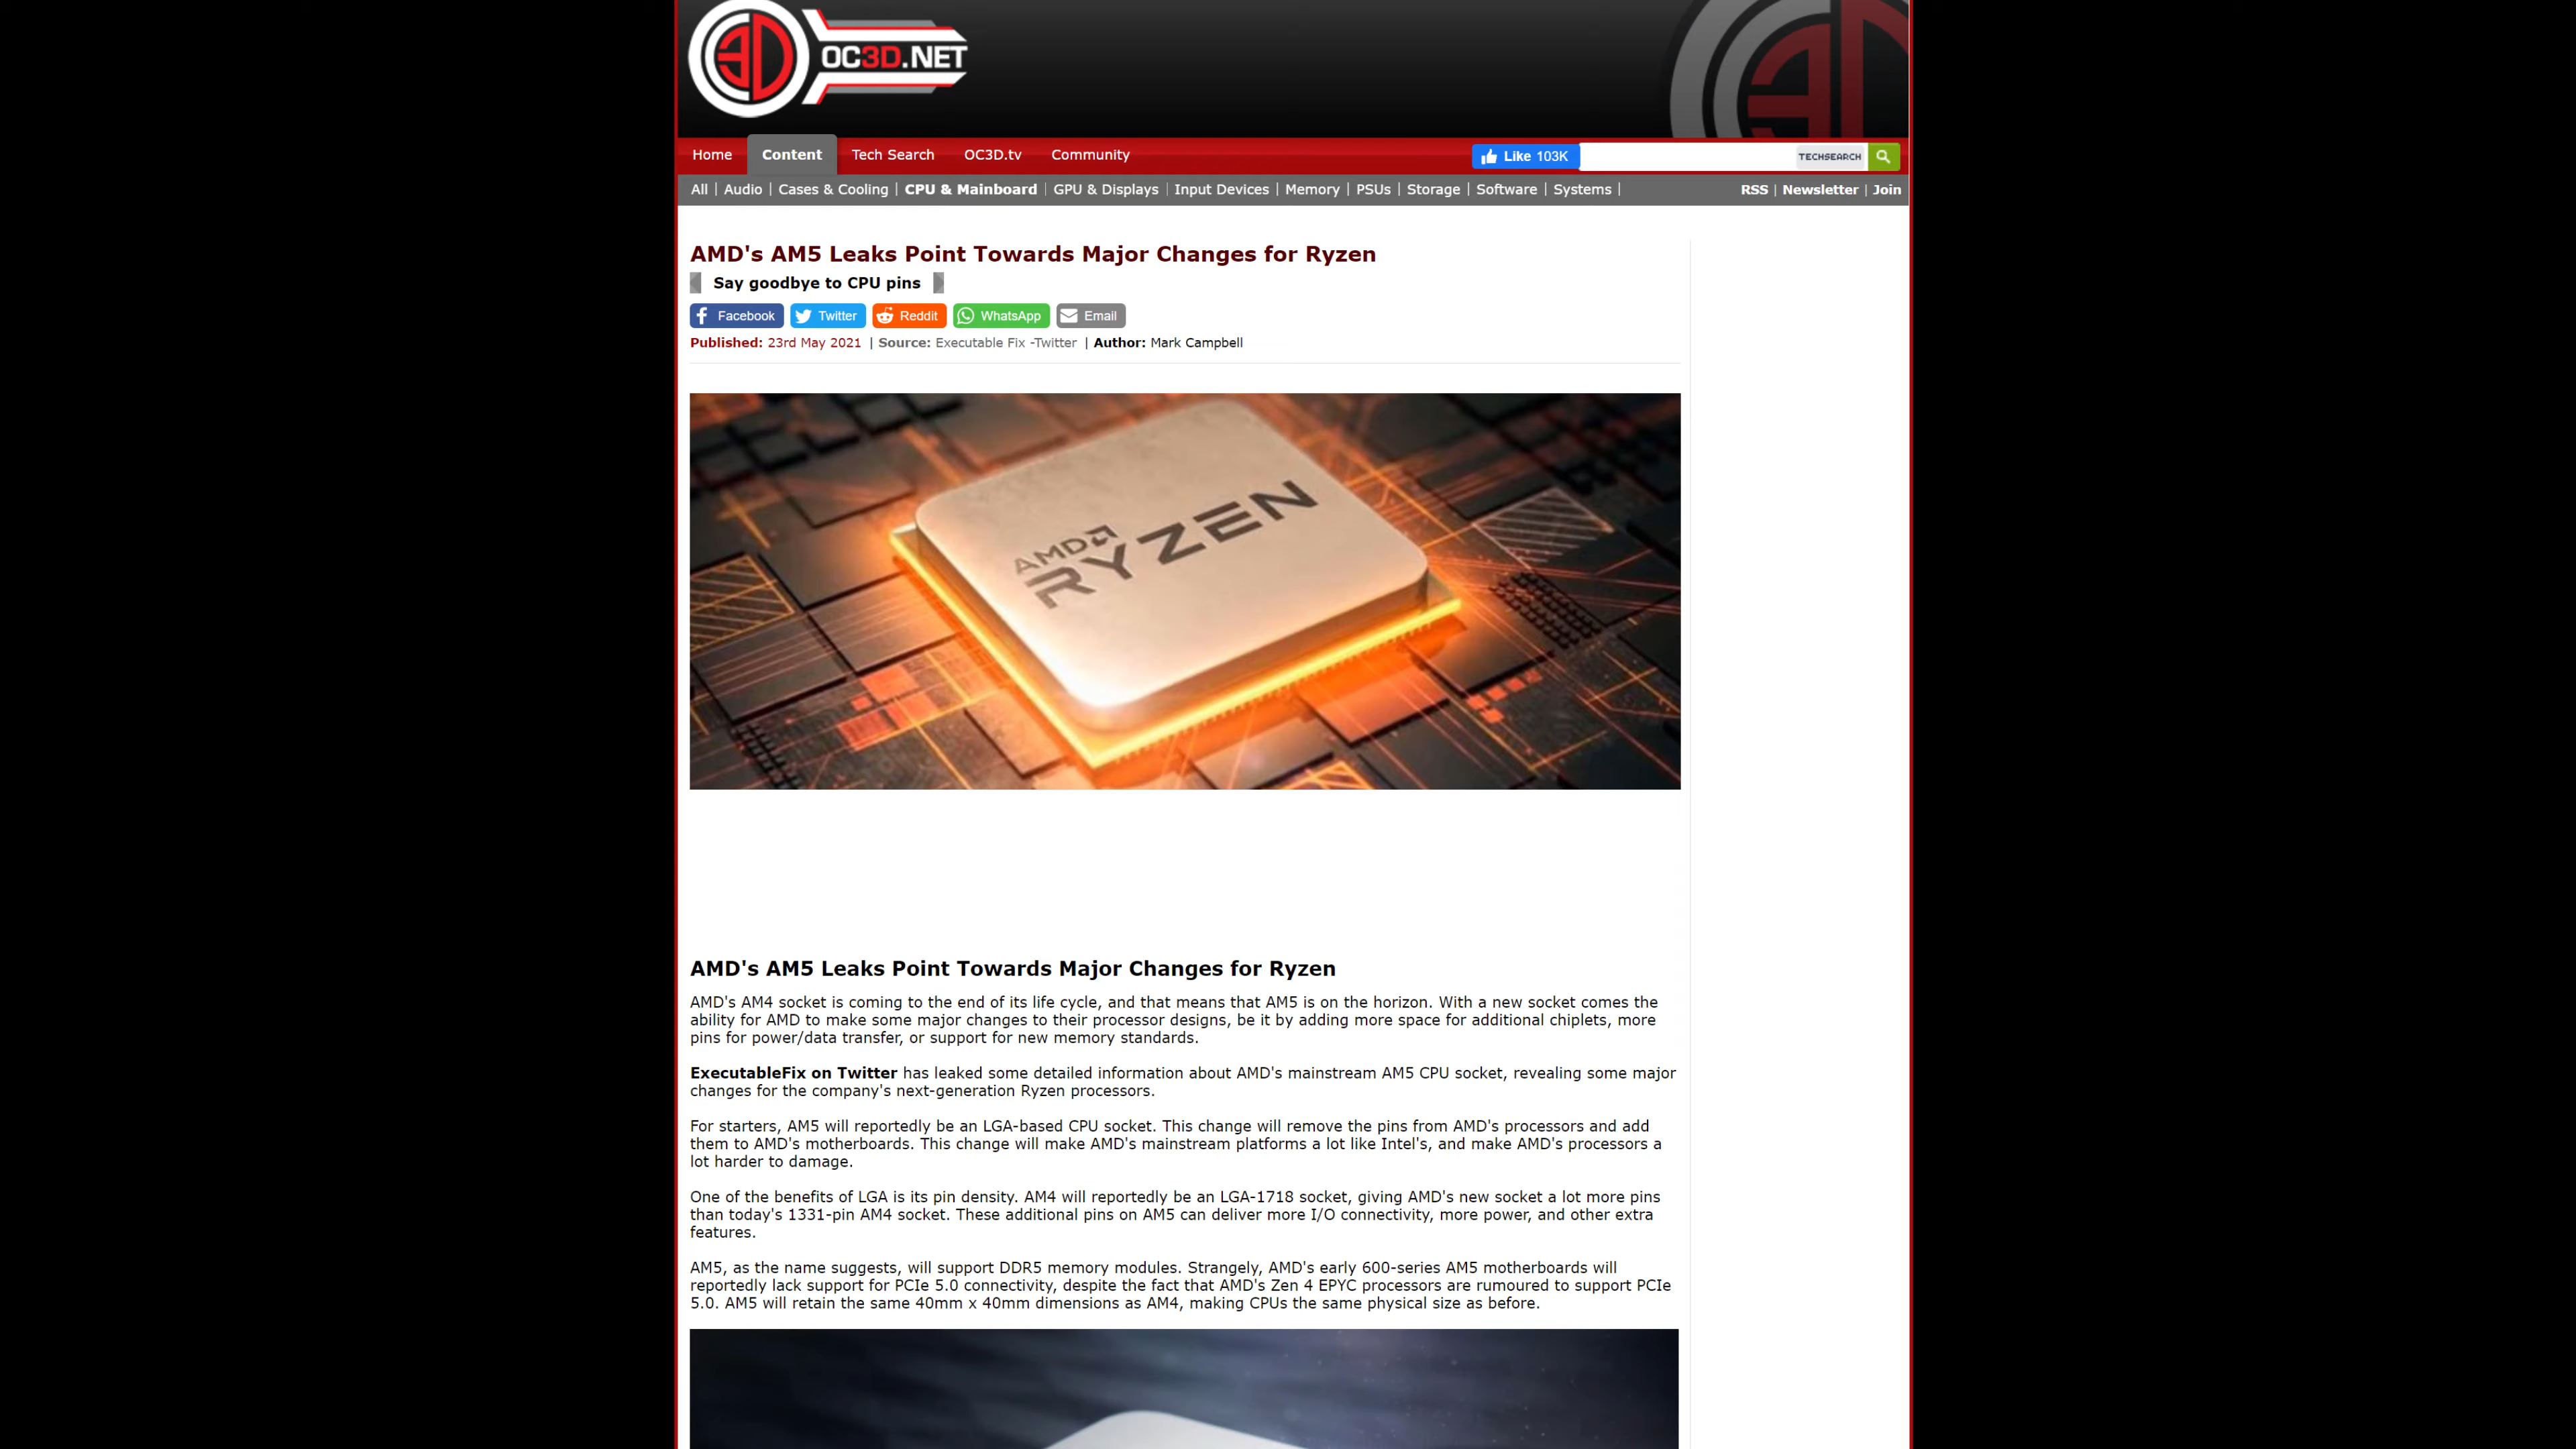 OC3D.NET
Home Content Tech Search OC3D.tv Community Like 103K TECHSEARCH
All | Audio | Cases & Cooling | CPU & Mainboard | GPU & Displays | Input Devices | Memory | PSUs | Storage | Software | Systems | RSS | Newsletter | Join
AMD's AM5 Leaks Point Towards Major Changes for Ryzen
Say goodbye to CPU pins
Facebook Twitter Reddit WhatsApp Email
Published: 23rd May 2021 | Source: Executable Fix -Twitter | Author: Mark Campbell
AMD
RYZEN
AMD's AM5 Leaks Point Towards Major Changes for Ryzen
AMD's AM4 socket is coming to the end of its life cycle, and that means that AM5 is on the horizon. With a new socket comes the
ability for AMD to make some major changes to their processor designs, be it by adding more space for additional chiplets, more
pins for power/data transfer, or support for new memory standards.
ExecutableFix on Twitter has leaked some detailed information about AMD's mainstream AM5 CPU socket, revealing some major
changes for the company's next-generation Ryzen processors.
For starters, AM5 will reportedly be an LGA-based CPU socket. This change will remove the pins from AMD's processors and add
them to AMD's motherboards. This change will make AMD's mainstream platforms a lot like Intel's, and make AMD's processors a
lot harder to damage.
One of the benefits of LGA is its pin density. AM4 will reportedly be an LGA-1718 socket, giving AMD's new socket a lot more pins
than today's 1331-pin AM4 socket. These additional pins on AM5 can deliver more I/O connectivity, more power, and other extra
features.
AM5, as the name suggests, will support DDR5 memory modules. Strangely, AMD's early 600-series AM5 motherboards will
reportedly lack support for PCIe 5.0 connectivity, despite the fact that AMD's Zen 4 EPYC processors are rumoured to support PCIe
5.0. AM5 will retain the same 40mm x 40mm dimensions as AM4, making CPUs the same physical size as before.